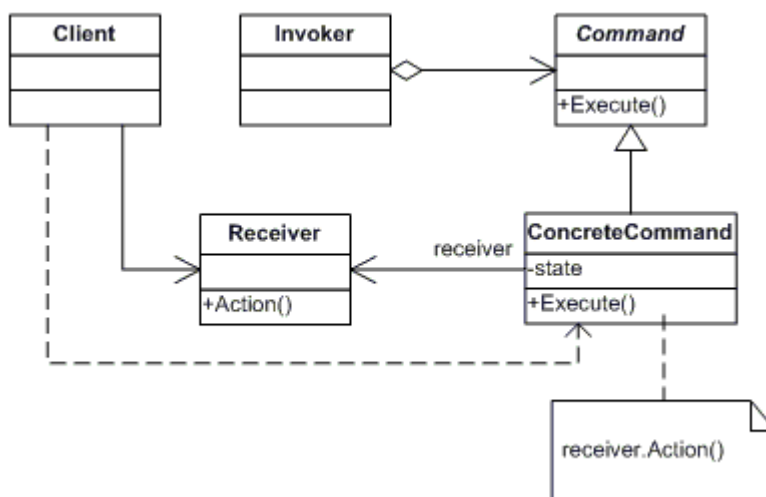 Client
Invoker
Command
+Execute()
Receiver
+Action()
receiver
ConcreteCommand
-state
+Execute()
receiver.Action()